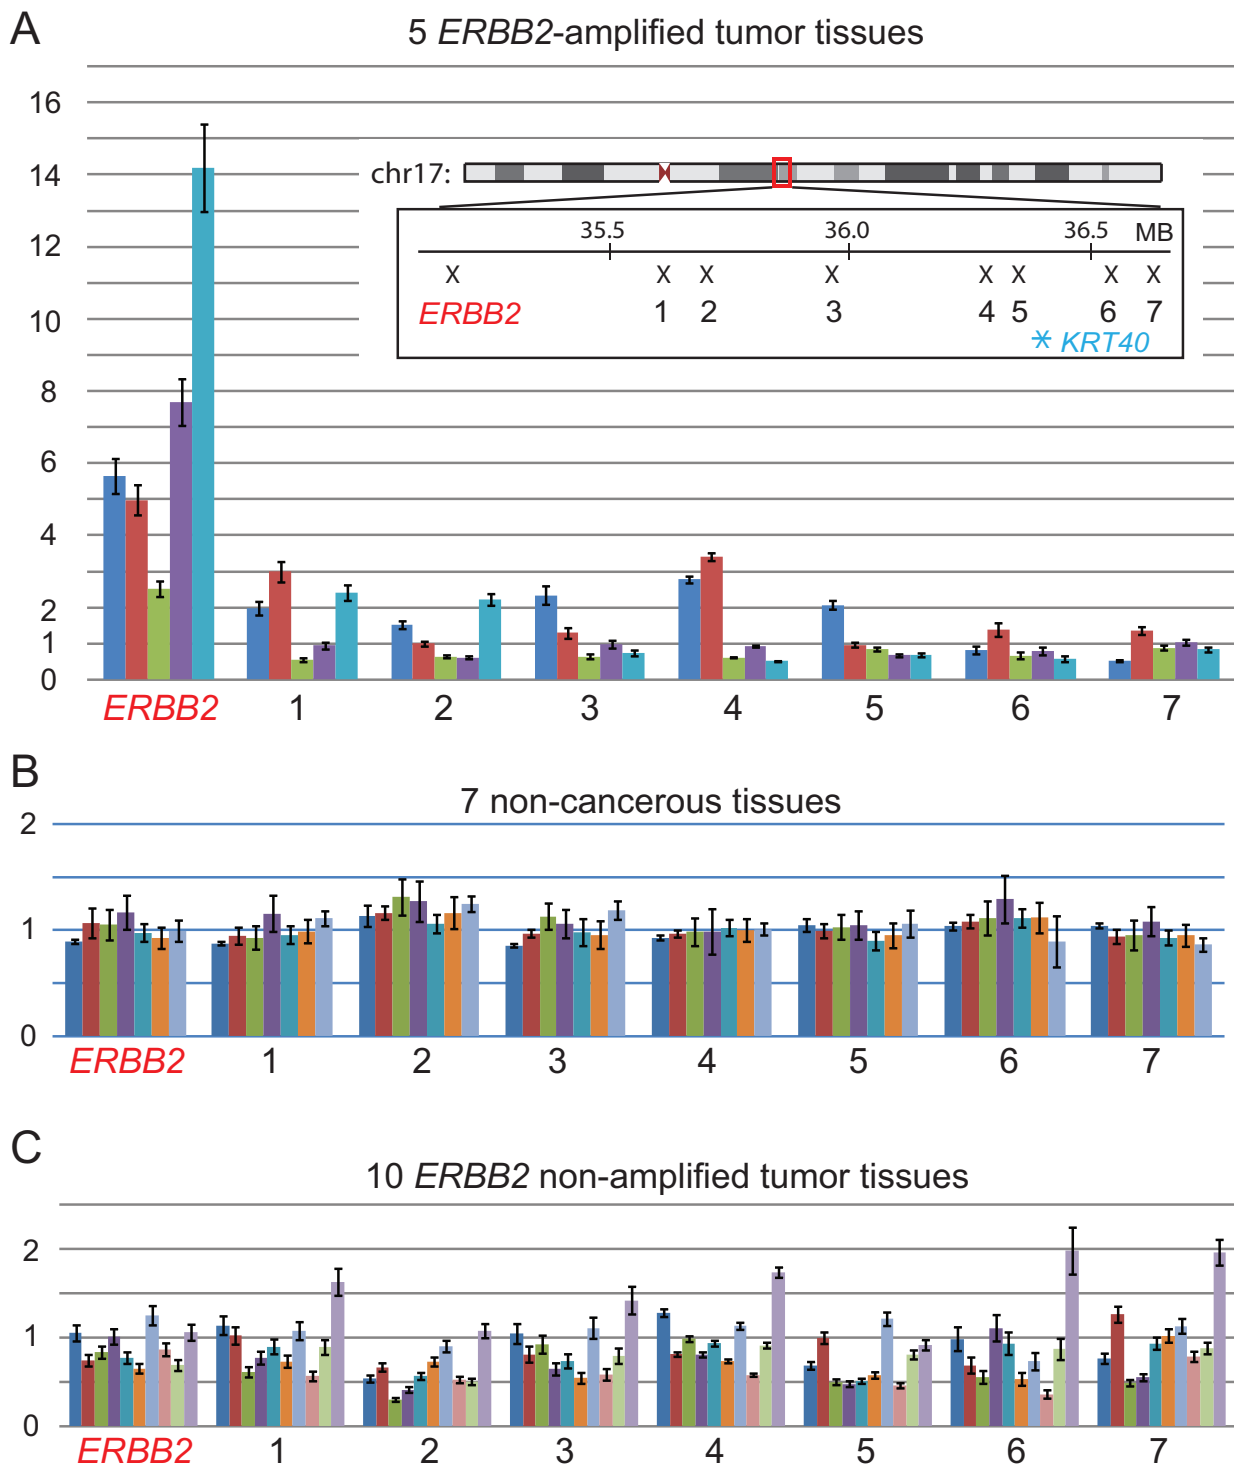 A
5 ERBB2-amplified tumor tissues
16
14
12
10
8
6
4
2
1
0
chr17:
35.5 36.0 36.5 MB
X X X X X X X X
ERBB2 1 2 3 4 5 6 7
* KRT40
ERBB2 1 2 3 4 5 6 7
B
7 non-cancerous tissues
2
1
0
ERBB2 1 2 3 4 5 6 7
C
10 ERBB2 non-amplified tumor tissues
2
1
0
ERBB2 1 2 3 4 5 6 7